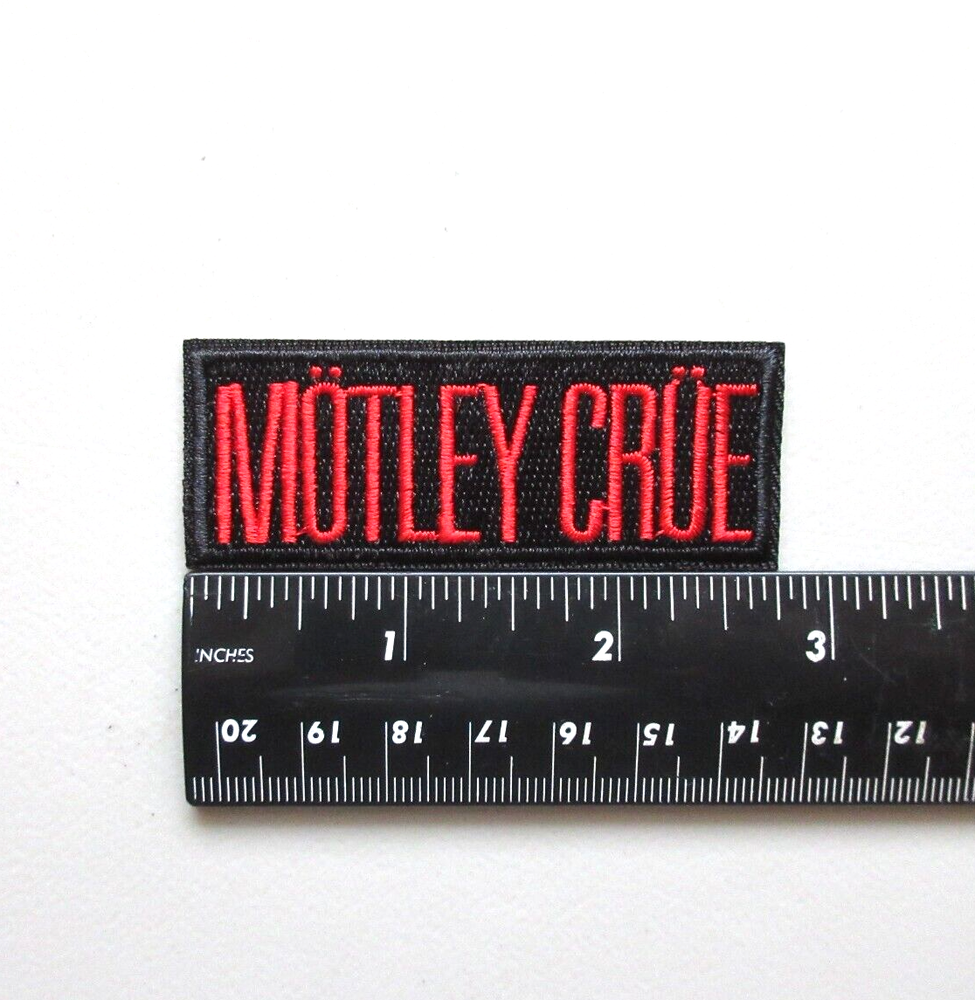 MÖTLEY CRÜE
1 2 3
INCHES
20 19 18 17 16 15 14 13 12